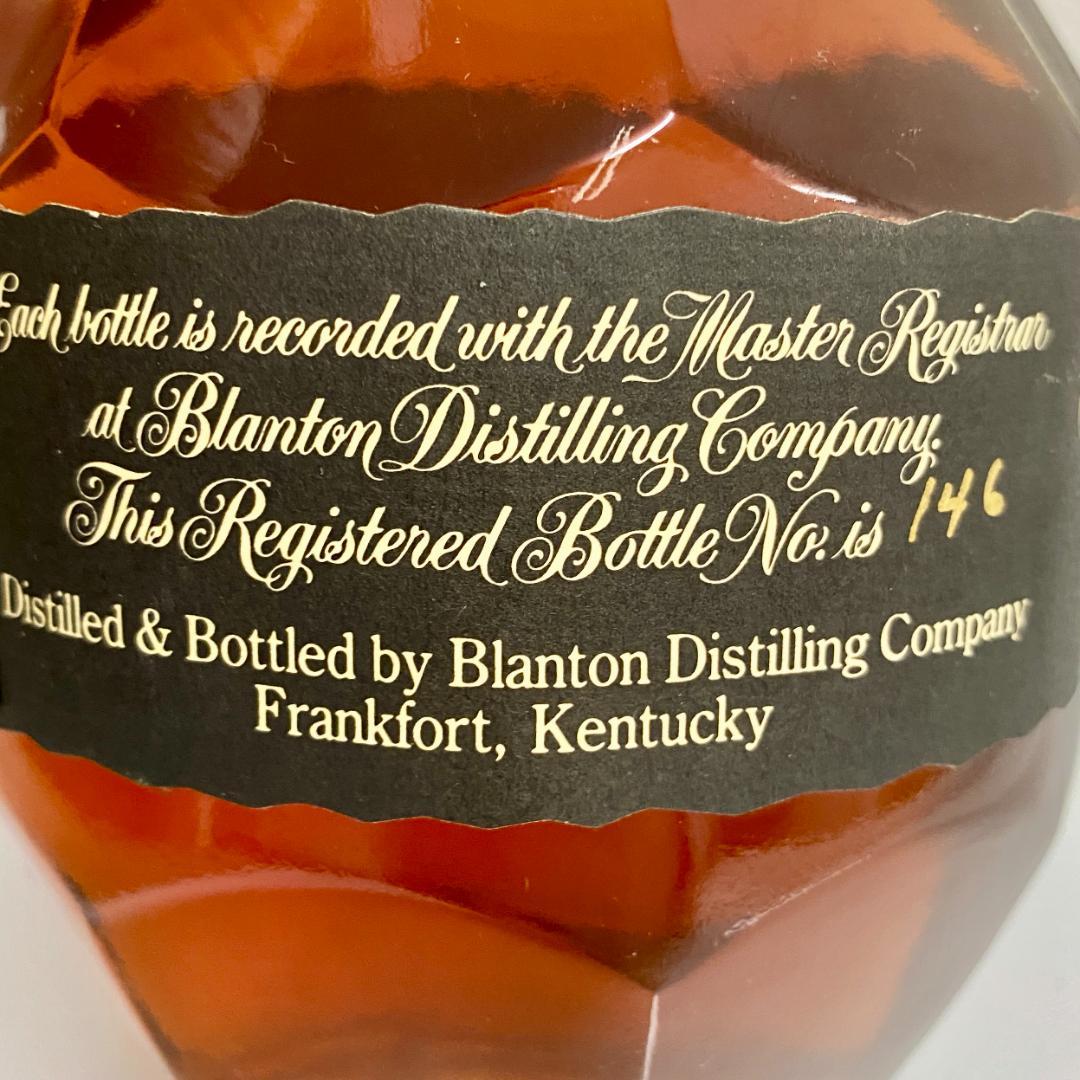 Each bottle is recorded with the Master Registrar
at Blanton Distilling Company.
This Registered Bottle No. is 146
Distilled & Bottled by Blanton Distilling Company
Frankfort, Kentucky